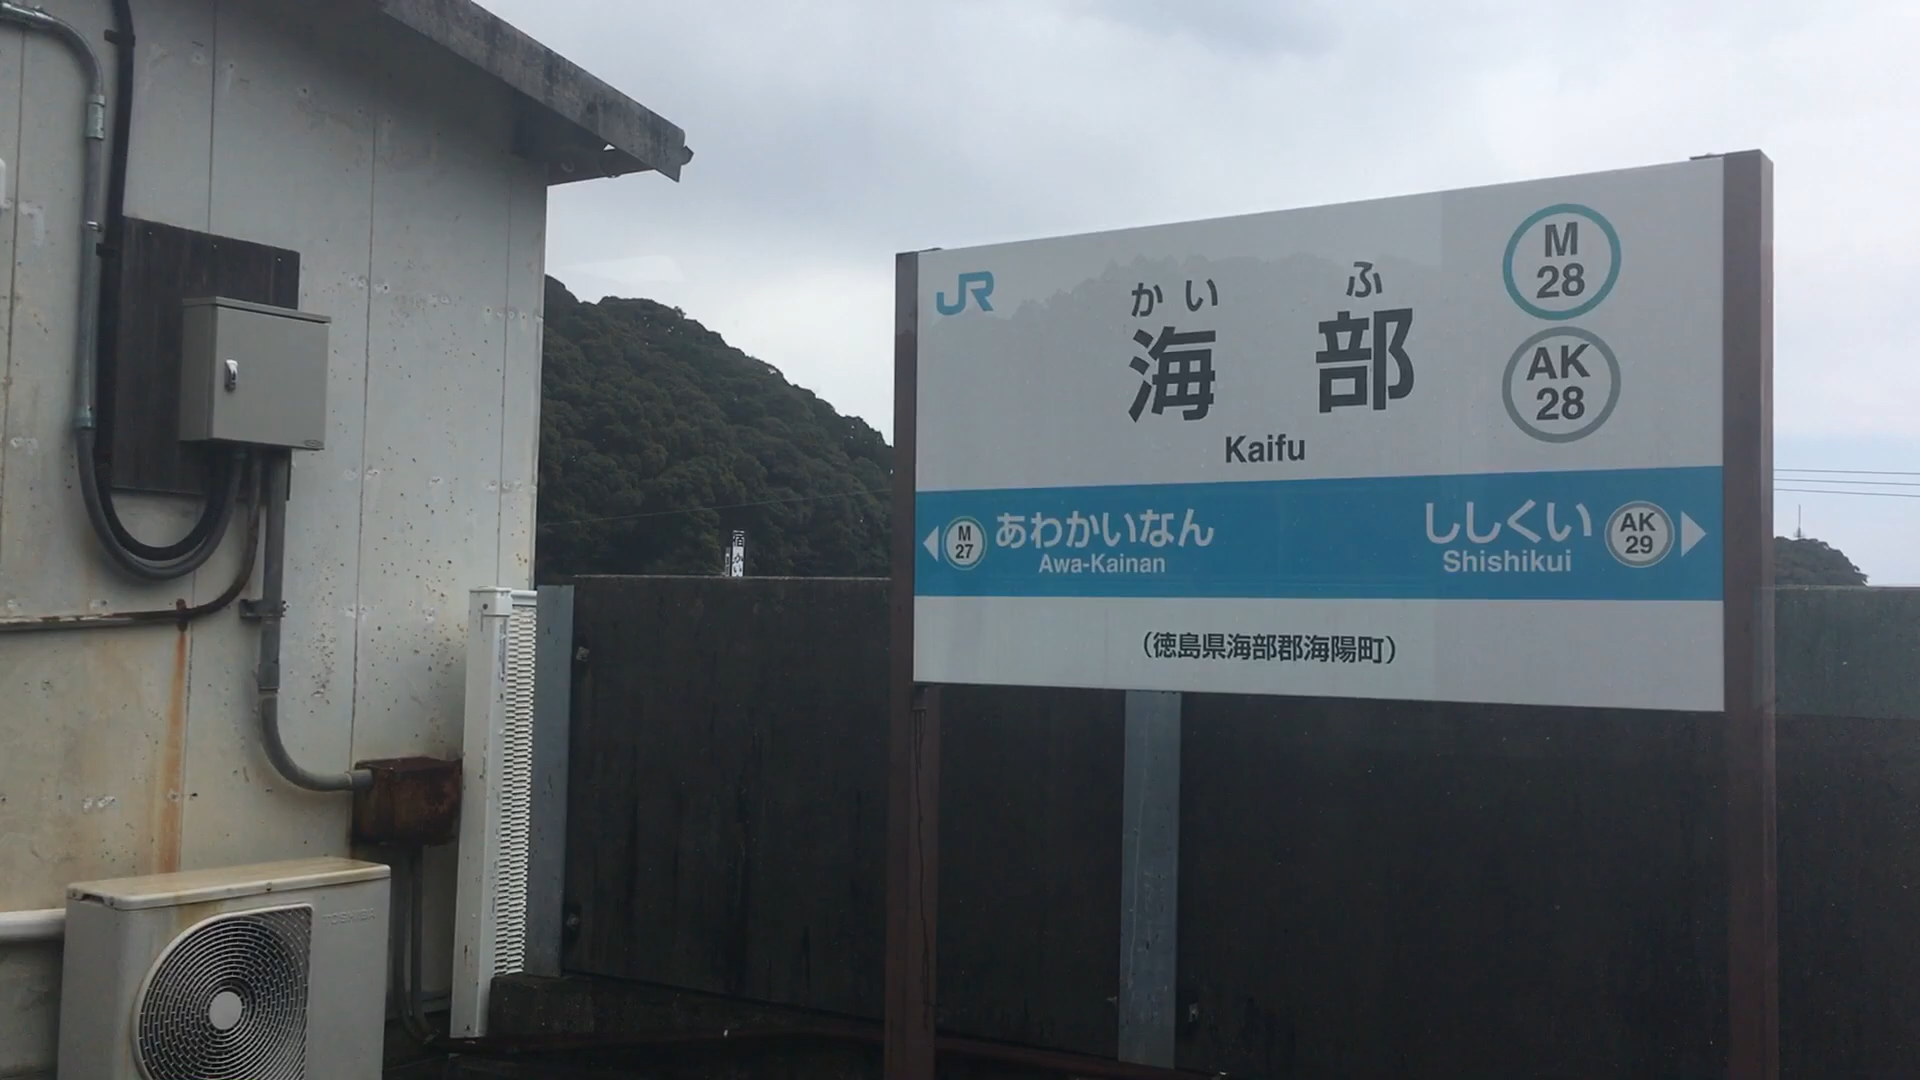 JR
かい ふ
海部
Kaifu
M
28
AK
28
M
27
あわかいなん
Awa-Kainan
ししくい
Shishikui
AK
29
(徳島県海部郡海陽町)
TOSHIBA